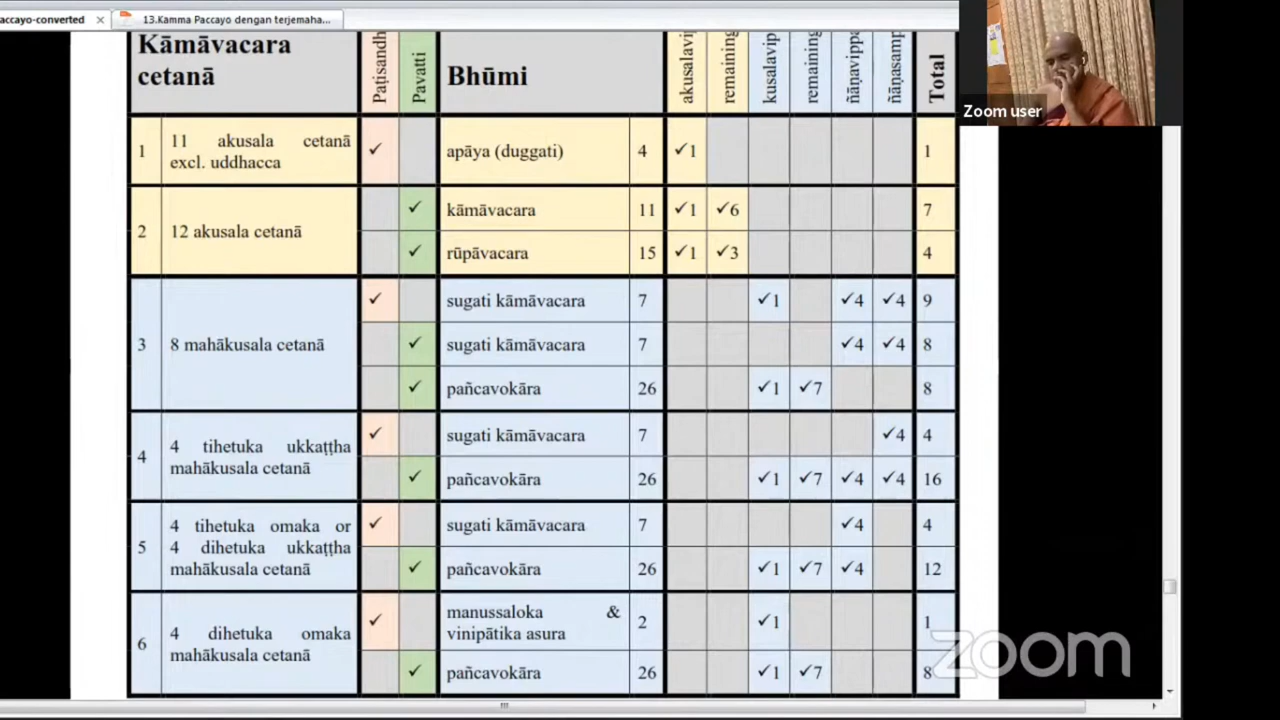 accayo-converted × 13.Kamma Paccayo dengan terjemaha...
Kāmāvacara
cetanā
Paṭisandh
Pavatti
Bhūmi
akusalavip
remaining
kusalavip
remaining
ñāṇavippa
ñāṇasamp
Total
1 11 akusala cetanā
excl. uddhacca
✓ apāya (duggati) 4 ✓1 1
2 12 akusala cetanā
✓ kāmāvacara 11 ✓1 ✓6 7
✓ rūpāvacara 15 ✓1 ✓3 4
3 8 mahākusala cetanā
✓ sugati kāmāvacara 7 ✓1 ✓4 ✓4 9
✓ sugati kāmāvacara 7 ✓4 ✓4 8
✓ pañcavokāra 26 ✓1 ✓7 8
4 4 tihetuka ukkaṭṭha
mahākusala cetanā
✓ sugati kāmāvacara 7 ✓4 4
✓ pañcavokāra 26 ✓1 ✓7 ✓4 ✓4 16
5 4 tihetuka omaka or
4 dihetuka ukkaṭṭha
mahākusala cetanā
✓ sugati kāmāvacara 7 ✓4 4
✓ pañcavokāra 26 ✓1 ✓7 ✓4 12
6 4 dihetuka omaka
mahākusala cetanā
✓ manussaloka &
vinipātika asura 2 ✓1 1
✓ pañcavokāra 26 ✓1 ✓7 8
Zoom user
zoom